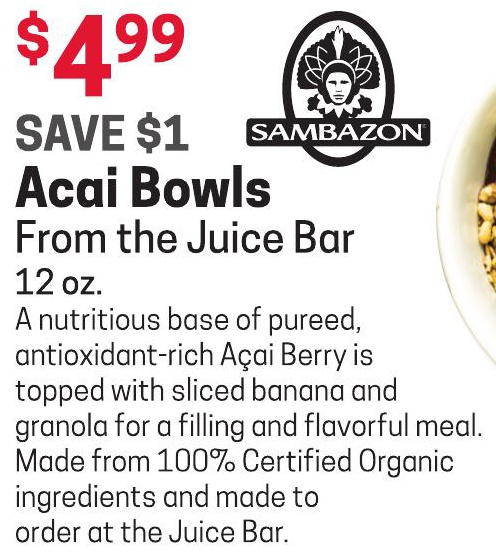 $4.99
SAVE $1
SAMBAZON
Acai Bowls
From the Juice Bar
12 oz.
A nutritious base of pureed,
antioxidant-rich Açai Berry is
topped with sliced banana and
granola for a filling and flavorful meal.
Made from 100% Certified Organic
ingredients and made to
order at the Juice Bar.